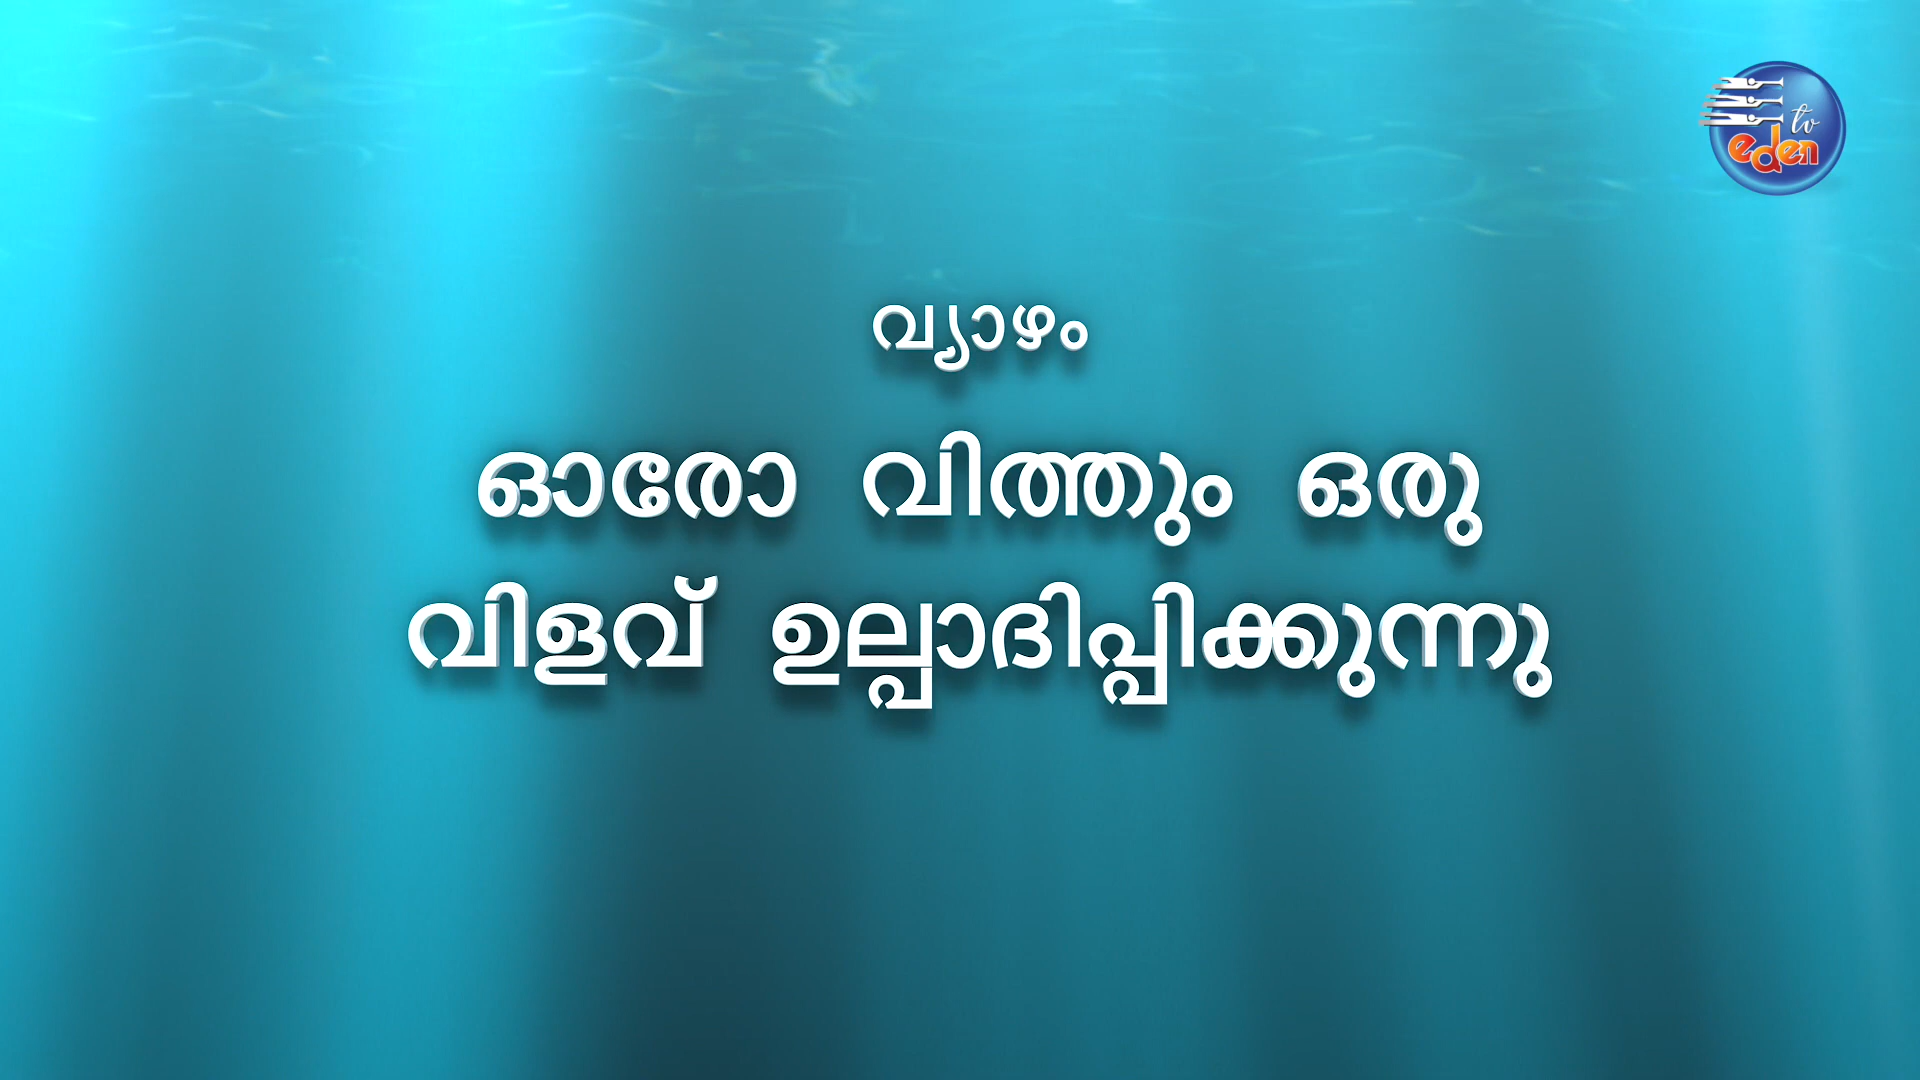 tv
eden
വ്യാഴം
ഓരോ വിത്തും ഒരു
വിളവ് ഉല്പാദിപ്പിക്കുന്നു